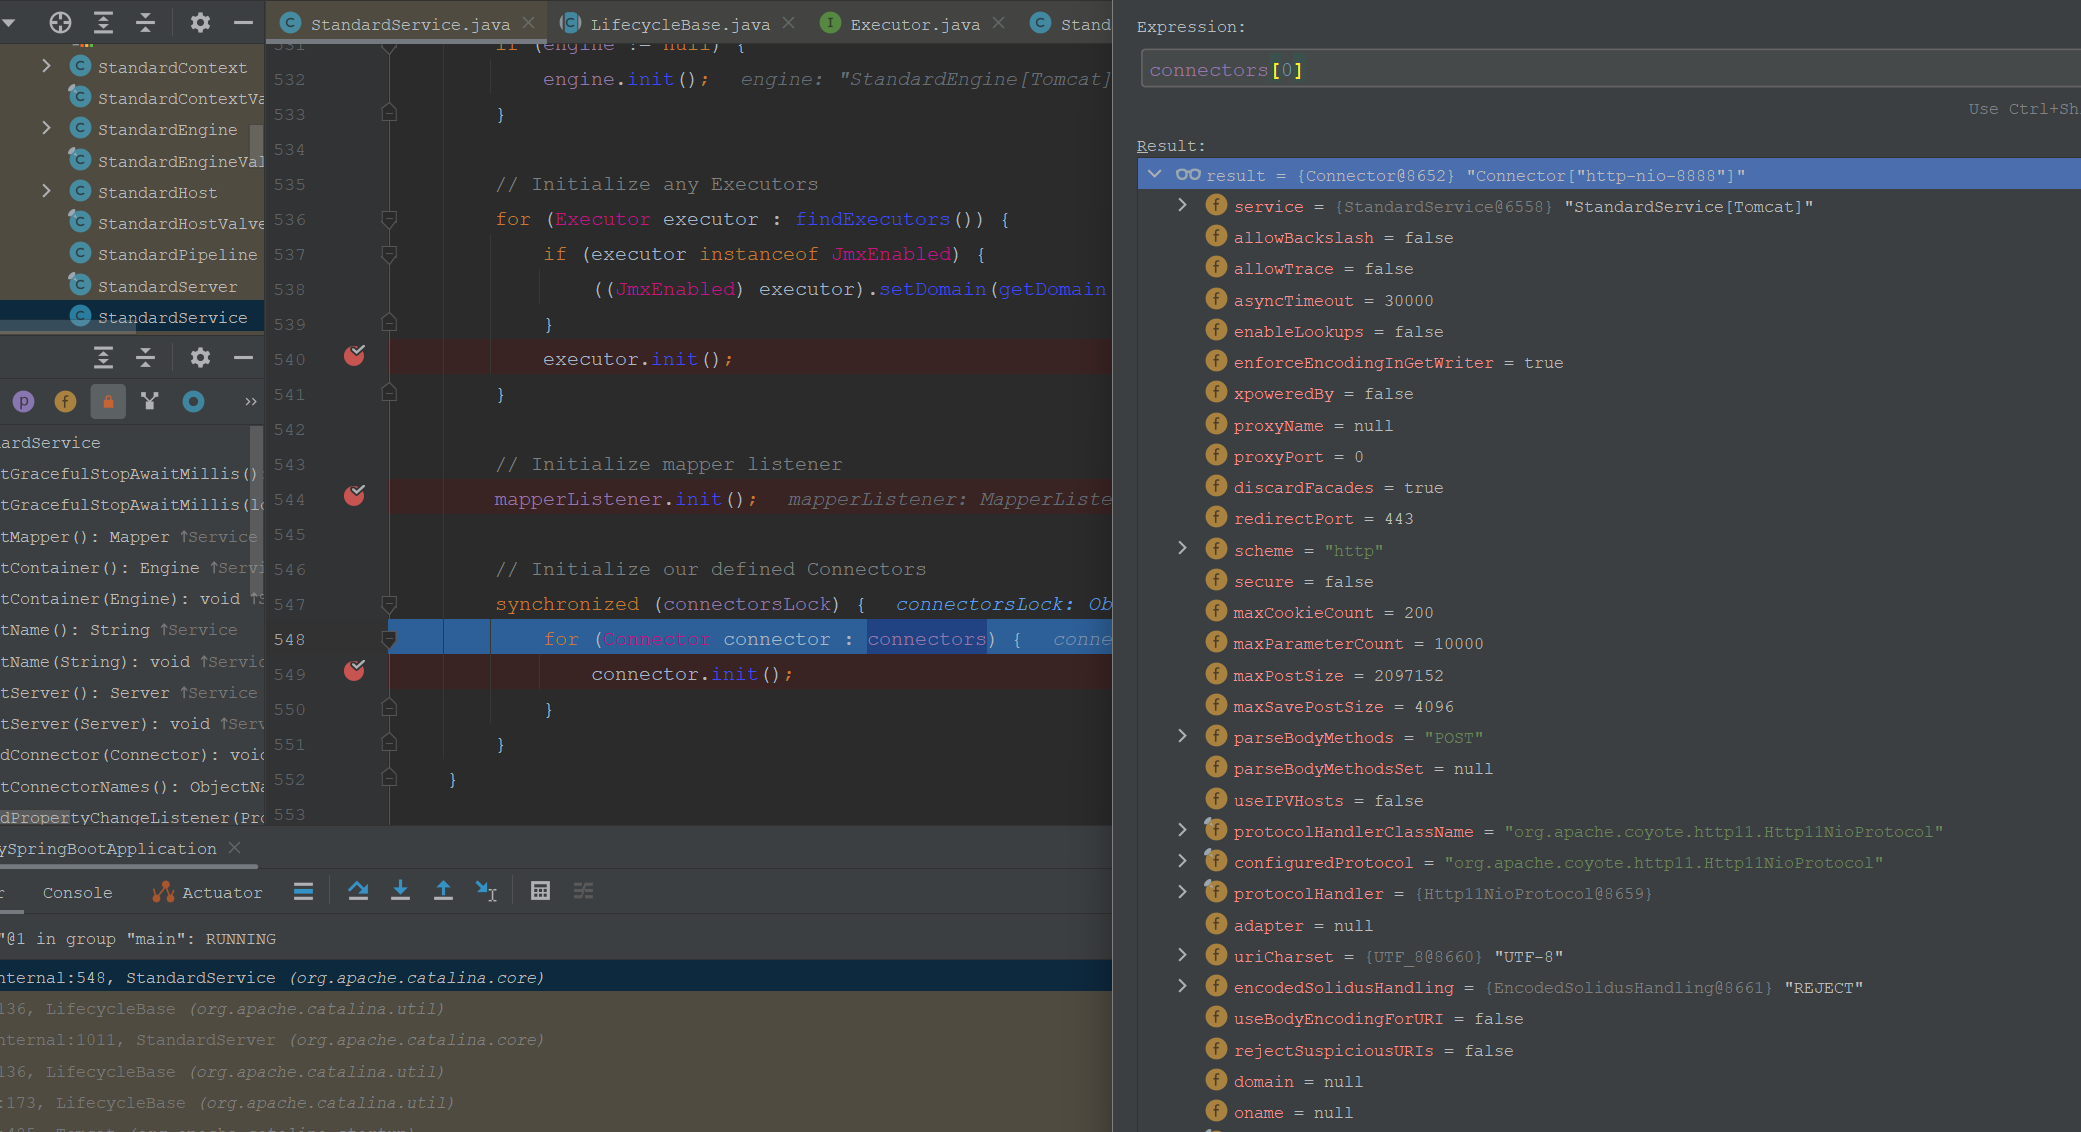 StandardService.java
LifecycleBase.java
Executor.java
Stand
StandardContext
StandardContextVa
StandardEngine
StandardEngineVal
StandardHost
StandardHostValve
StandardPipeline
StandardServer
StandardService
ardService
tGracefulStopAwaitMillis():
tGracefulStopAwaitMillis(lo
tMapper(): Mapper ↑Service
tContainer(): Engine ↑Servi
tContainer(Engine): void ↑S
tName(): String ↑Service
tName(String): void ↑Servic
tServer(): Server ↑Service
tServer(Server): void ↑Serv
dConnector(Connector): void
tConnectorNames(): ObjectNa
dPropertyChangeListener(Pro
531 if (engine != null) {
532 engine.init(); engine: "StandardEngine[Tomcat]
533 }
534
535 // Initialize any Executors
536 for (Executor executor : findExecutors()) {
537 if (executor instanceof JmxEnabled) {
538 ((JmxEnabled) executor).setDomain(getDomain
539 }
540 executor.init();
541 }
542
543 // Initialize mapper listener
544 mapperListener.init(); mapperListener: MapperListe
545
546 // Initialize our defined Connectors
547 synchronized (connectorsLock) { connectorsLock: Ob
548 for (Connector connector : connectors) { conne
549 connector.init();
550 }
551 }
552 }
553
ySpringBootApplication
r Console Actuator
"@1 in group "main": RUNNING
nternal:548, StandardService (org.apache.catalina.core)
136, LifecycleBase (org.apache.catalina.util)
nternal:1011, StandardServer (org.apache.catalina.core)
136, LifecycleBase (org.apache.catalina.util)
:173, LifecycleBase (org.apache.catalina.util)
Expression:
connectors[0]
Use Ctrl+Sh
Result:
result = {Connector@8652} "Connector["http-nio-8888"]"
service = {StandardService@6558} "StandardService[Tomcat]"
allowBackslash = false
allowTrace = false
asyncTimeout = 30000
enableLookups = false
enforceEncodingInGetWriter = true
xpoweredBy = false
proxyName = null
proxyPort = 0
discardFacades = true
redirectPort = 443
scheme = "http"
secure = false
maxCookieCount = 200
maxParameterCount = 10000
maxPostSize = 2097152
maxSavePostSize = 4096
parseBodyMethods = "POST"
parseBodyMethodsSet = null
useIPVHosts = false
protocolHandlerClassName = "org.apache.coyote.http11.Http11NioProtocol"
configuredProtocol = "org.apache.coyote.http11.Http11NioProtocol"
protocolHandler = {Http11NioProtocol@8659}
adapter = null
uriCharset = {UTF_8@8660} "UTF-8"
encodedSolidusHandling = {EncodedSolidusHandling@8661} "REJECT"
useBodyEncodingForURI = false
rejectSuspiciousURIs = false
domain = null
oname = null